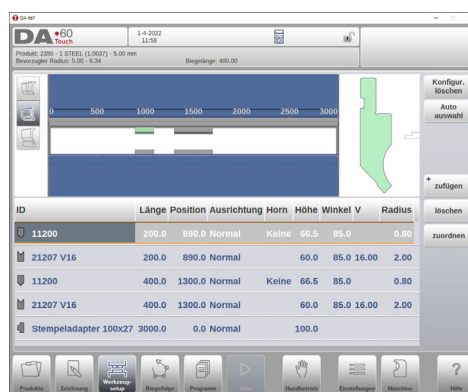 DA-66T
DA •60 Touch
1-4-2022
11:58
Produkt: 2350 - 1 STEEL (1.0037) - 5.00 mm
Bevorzugter Radius: 5.00 - 6.34 Biegelänge: 400.00
Konfigur. löschen
Auto auswahl
0 500 1000 1500 2000 2500 3000
+ zufügen
löschen
zuordnen
ID Länge Position Ausrichtung Horn Höhe Winkel V Radius
11200 200.0 890.0 Normal Keine 66.5 85.0 0.80
21207 V16 200.0 890.0 Normal 60.0 85.0 16.00 2.00
11200 400.0 1300.0 Normal Keine 66.5 85.0 0.80
21207 V16 400.0 1300.0 Normal 60.0 85.0 16.00 2.00
Stempeladapter 100x27 3000.0 0.0 Normal 100.0
Produkte Zeichnung Werkzeug-setup Biegefolge Programm Auto Handbetrieb Einstellungen Maschine Hilfe